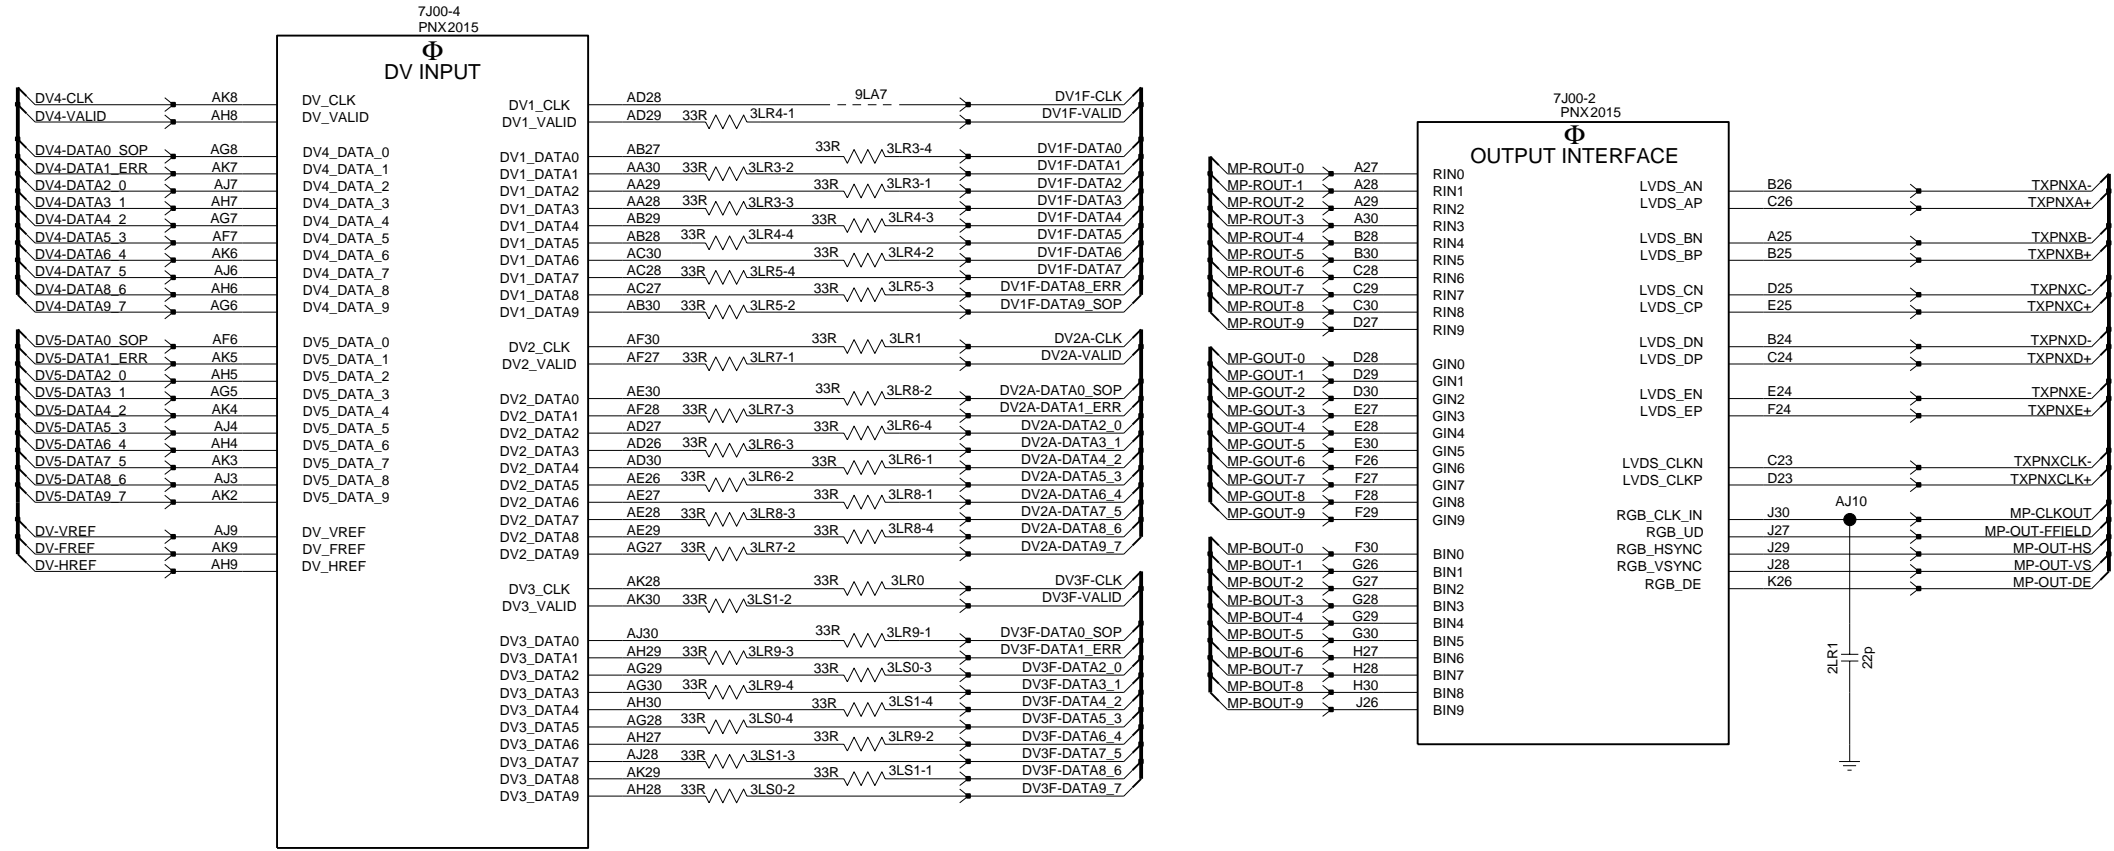 7J00-4
PNX2015
Φ
DV INPUT
DV4-CLK AK8 DV_CLK
DV4-VALID AH8 DV_VALID
DV4-DATA0_SOP AG8 DV4_DATA_0
DV4-DATA1_ERR AK7 DV4_DATA_1
DV4-DATA2_0 AJ7 DV4_DATA_2
DV4-DATA3_1 AH7 DV4_DATA_3
DV4-DATA4_2 AG7 DV4_DATA_4
DV4-DATA5_3 AF7 DV4_DATA_5
DV4-DATA6_4 AK6 DV4_DATA_6
DV4-DATA7_5 AJ6 DV4_DATA_7
DV4-DATA8_6 AH6 DV4_DATA_8
DV4-DATA9_7 AG6 DV4_DATA_9
DV5-DATA0_SOP AF6 DV5_DATA_0
DV5-DATA1_ERR AK5 DV5_DATA_1
DV5-DATA2_0 AH5 DV5_DATA_2
DV5-DATA3_1 AG5 DV5_DATA_3
DV5-DATA4_2 AK4 DV5_DATA_4
DV5-DATA5_3 AJ4 DV5_DATA_5
DV5-DATA6_4 AH4 DV5_DATA_6
DV5-DATA7_5 AK3 DV5_DATA_7
DV5-DATA8_6 AJ3 DV5_DATA_8
DV5-DATA9_7 AK2 DV5_DATA_9
DV-VREF AJ9 DV_VREF
DV-FREF AK9 DV_FREF
DV-HREF AH9 DV_HREF
DV1_CLK AD28 9LA7 DV1F-CLK
DV1_VALID AD29 33R 3LR4-1 DV1F-VALID
DV1_DATA0 AB27 33R 3LR3-4 DV1F-DATA0
DV1_DATA1 AA30 33R 3LR3-2 DV1F-DATA1
DV1_DATA2 AA29 33R 3LR3-1 DV1F-DATA2
DV1_DATA3 AA28 33R 3LR3-3 DV1F-DATA3
DV1_DATA4 AB29 33R 3LR4-3 DV1F-DATA4
DV1_DATA5 AB28 33R 3LR4-4 DV1F-DATA5
DV1_DATA6 AC30 33R 3LR4-2 DV1F-DATA6
DV1_DATA7 AC28 33R 3LR5-4 DV1F-DATA7
DV1_DATA8 AC27 33R 3LR5-3 DV1F-DATA8_ERR
DV1_DATA9 AB30 33R 3LR5-2 DV1F-DATA9_SOP
DV2_CLK AF30 33R 3LR1 DV2A-CLK
DV2_VALID AF27 33R 3LR7-1 DV2A-VALID
DV2_DATA0 AE30 33R 3LR8-2 DV2A-DATA0_SOP
DV2_DATA1 AF28 33R 3LR7-3 DV2A-DATA1_ERR
DV2_DATA2 AD27 33R 3LR6-4 DV2A-DATA2_0
DV2_DATA3 AD26 33R 3LR6-3 DV2A-DATA3_1
DV2_DATA4 AD30 33R 3LR6-1 DV2A-DATA4_2
DV2_DATA5 AE26 33R 3LR6-2 DV2A-DATA5_3
DV2_DATA6 AE27 33R 3LR8-1 DV2A-DATA6_4
DV2_DATA7 AE28 33R 3LR8-3 DV2A-DATA7_5
DV2_DATA8 AE29 33R 3LR8-4 DV2A-DATA8_6
DV2_DATA9 AG27 33R 3LR7-2 DV2A-DATA9_7
DV3_CLK AK28 33R 3LR0 DV3F-CLK
DV3_VALID AK30 33R 3LS1-2 DV3F-VALID
DV3_DATA0 AJ30 33R 3LR9-1 DV3F-DATA0_SOP
DV3_DATA1 AH29 33R 3LR9-3 DV3F-DATA1_ERR
DV3_DATA2 AG29 33R 3LS0-3 DV3F-DATA2_0
DV3_DATA3 AG30 33R 3LR9-4 DV3F-DATA3_1
DV3_DATA4 AH30 33R 3LS1-4 DV3F-DATA4_2
DV3_DATA5 AG28 33R 3LS0-4 DV3F-DATA5_3
DV3_DATA6 AH27 33R 3LR9-2 DV3F-DATA6_4
DV3_DATA7 AJ28 33R 3LS1-3 DV3F-DATA7_5
DV3_DATA8 AK29 33R 3LS1-1 DV3F-DATA8_6
DV3_DATA9 AH28 33R 3LS0-2 DV3F-DATA9_7
7J00-2
PNX2015
Φ
OUTPUT INTERFACE
MP-ROUT-0 A27 RIN0
MP-ROUT-1 A28 RIN1
MP-ROUT-2 A29 RIN2
MP-ROUT-3 A30 RIN3
MP-ROUT-4 B28 RIN4
MP-ROUT-5 B30 RIN5
MP-ROUT-6 C28 RIN6
MP-ROUT-7 C29 RIN7
MP-ROUT-8 C30 RIN8
MP-ROUT-9 D27 RIN9
MP-GOUT-0 D28 GIN0
MP-GOUT-1 D29 GIN1
MP-GOUT-2 D30 GIN2
MP-GOUT-3 E27 GIN3
MP-GOUT-4 E28 GIN4
MP-GOUT-5 E30 GIN5
MP-GOUT-6 F26 GIN6
MP-GOUT-7 F27 GIN7
MP-GOUT-8 F28 GIN8
MP-GOUT-9 F29 GIN9
MP-BOUT-0 F30 BIN0
MP-BOUT-1 G26 BIN1
MP-BOUT-2 G27 BIN2
MP-BOUT-3 G28 BIN3
MP-BOUT-4 G29 BIN4
MP-BOUT-5 G30 BIN5
MP-BOUT-6 H27 BIN6
MP-BOUT-7 H28 BIN7
MP-BOUT-8 H30 BIN8
MP-BOUT-9 J26 BIN9
LVDS_AN B26 TXPNXA-
LVDS_AP C26 TXPNXA+
LVDS_BN A25 TXPNXB-
LVDS_BP B25 TXPNXB+
LVDS_CN D25 TXPNXC-
LVDS_CP E25 TXPNXC+
LVDS_DN B24 TXPNXD-
LVDS_DP C24 TXPNXD+
LVDS_EN E24 TXPNXE-
LVDS_EP F24 TXPNXE+
LVDS_CLKN C23 TXPNXCLK-
LVDS_CLKP D23 TXPNXCLK+
AJ10
RGB_CLK_IN J30 MP-CLKOUT
RGB_UD J27 MP-OUT-FFIELD
RGB_HSYNC J29 MP-OUT-HS
RGB_VSYNC J28 MP-OUT-VS
RGB_DE K26 MP-OUT-DE
2LR1
22p